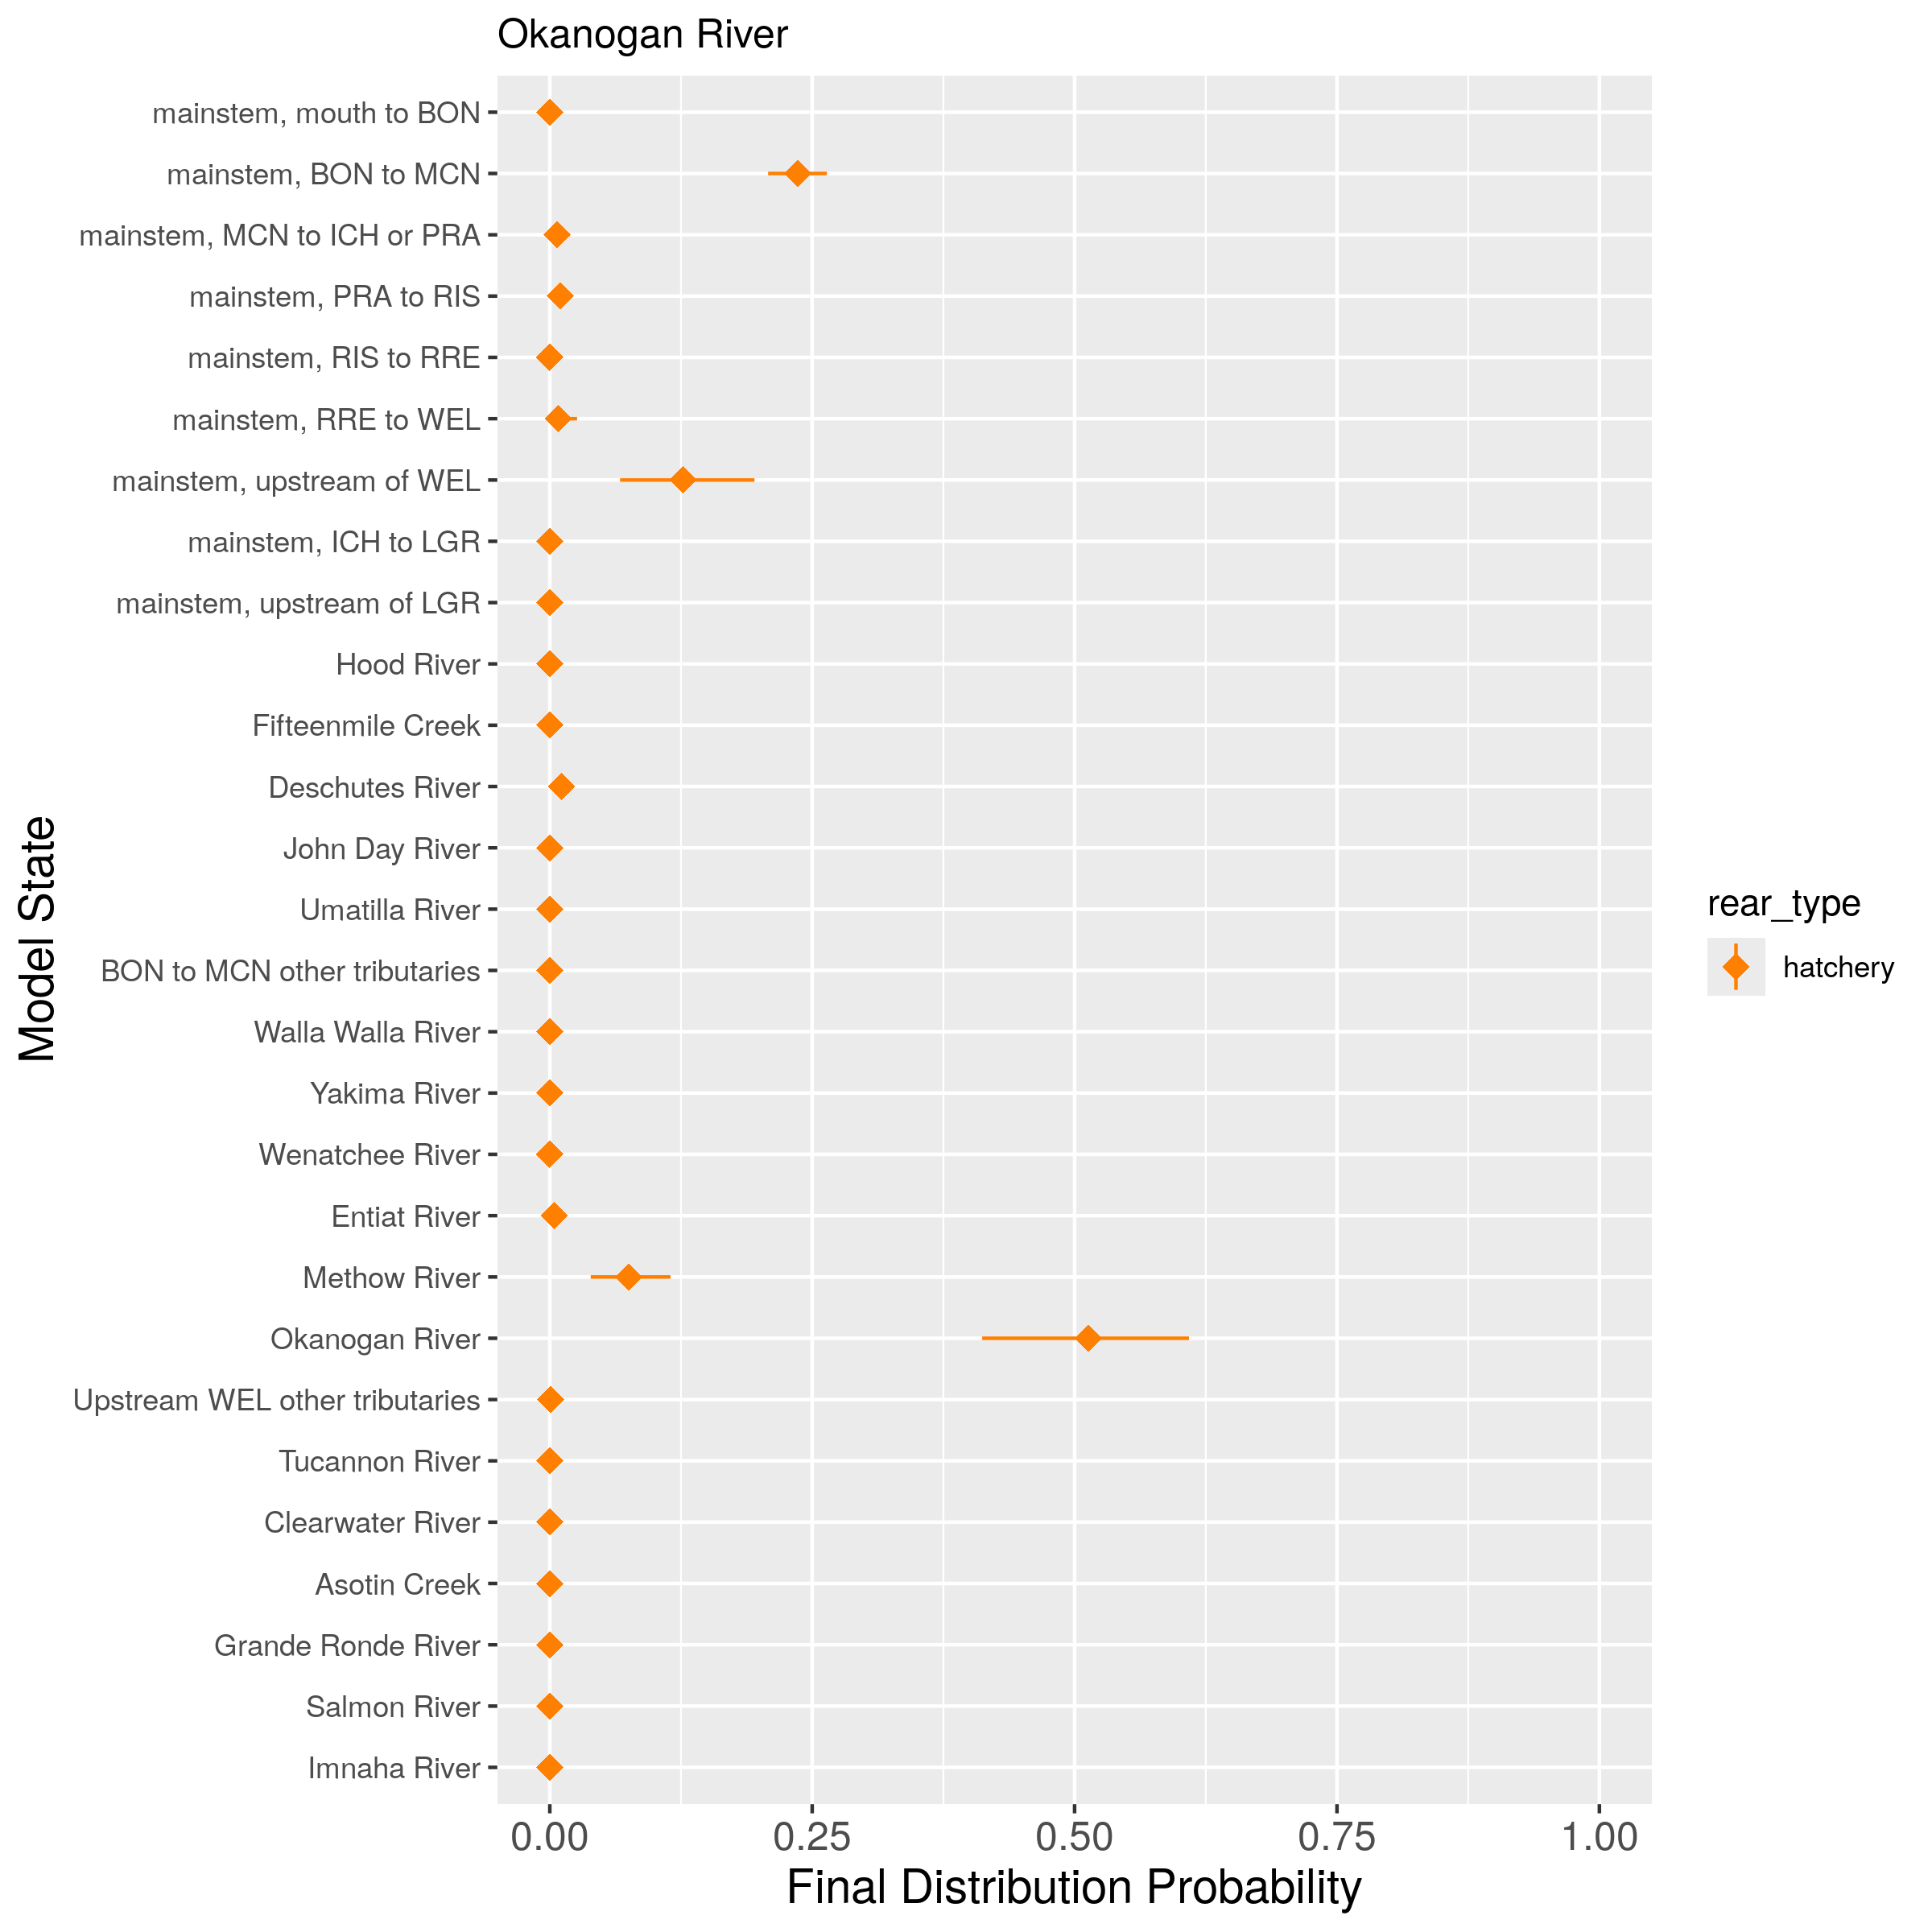 Okanogan River
mainstem, mouth to BON
mainstem, BON to MCN
mainstem, MCN to ICH or PRA
mainstem, PRA to RIS
mainstem, RIS to RRE
mainstem, RRE to WEL
mainstem, upstream of WEL
mainstem, ICH to LGR
mainstem, upstream of LGR
Hood River
Fifteenmile Creek
Deschutes River
John Day River
Umatilla River
BON to MCN other tributaries
Walla Walla River
Yakima River
Wenatchee River
Entiat River
Methow River
Okanogan River
Upstream WEL other tributaries
Tucannon River
Clearwater River
Asotin Creek
Grande Ronde River
Salmon River
Imnaha River
Model State
0.00 0.25 0.50 0.75 1.00
Final Distribution Probability
rear_type
hatchery